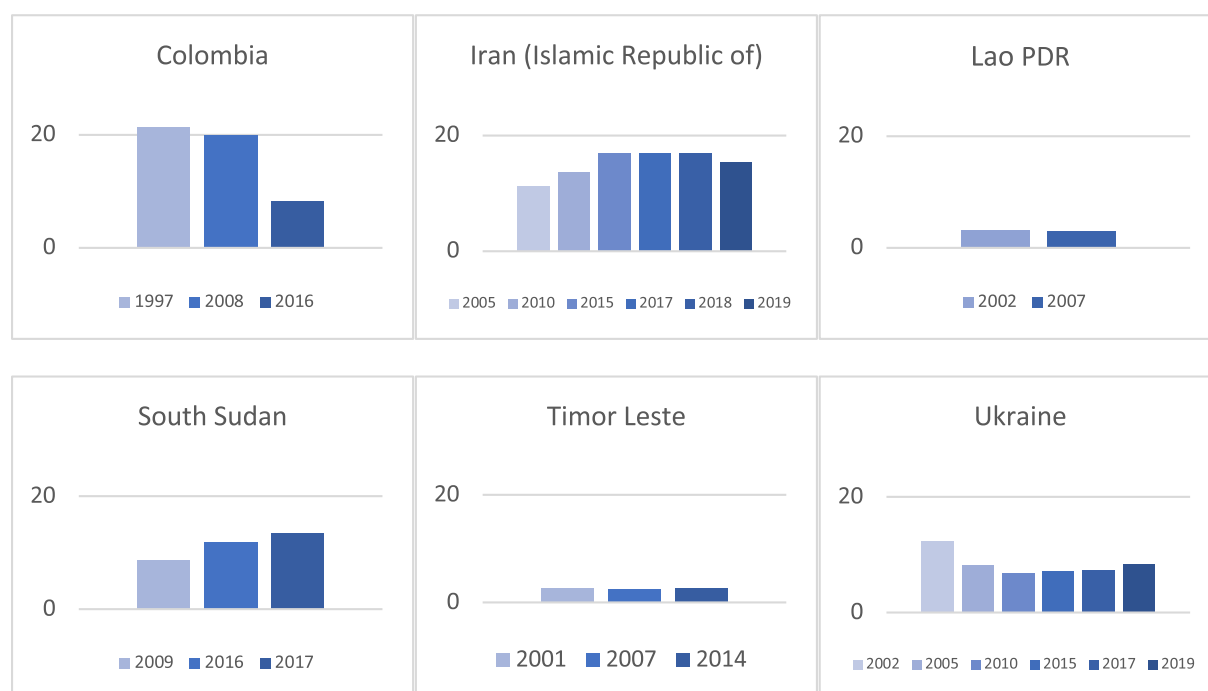 Colombia
20
0
1997 2008 2016
Iran (Islamic Republic of)
20
0
2005 2010 2015 2017 2018 2019
Lao PDR
20
0
2002 2007
South Sudan
20
0
2009 2016 2017
Timor Leste
20
0
2001 2007 2014
Ukraine
20
0
2002 2005 2010 2015 2017 2019